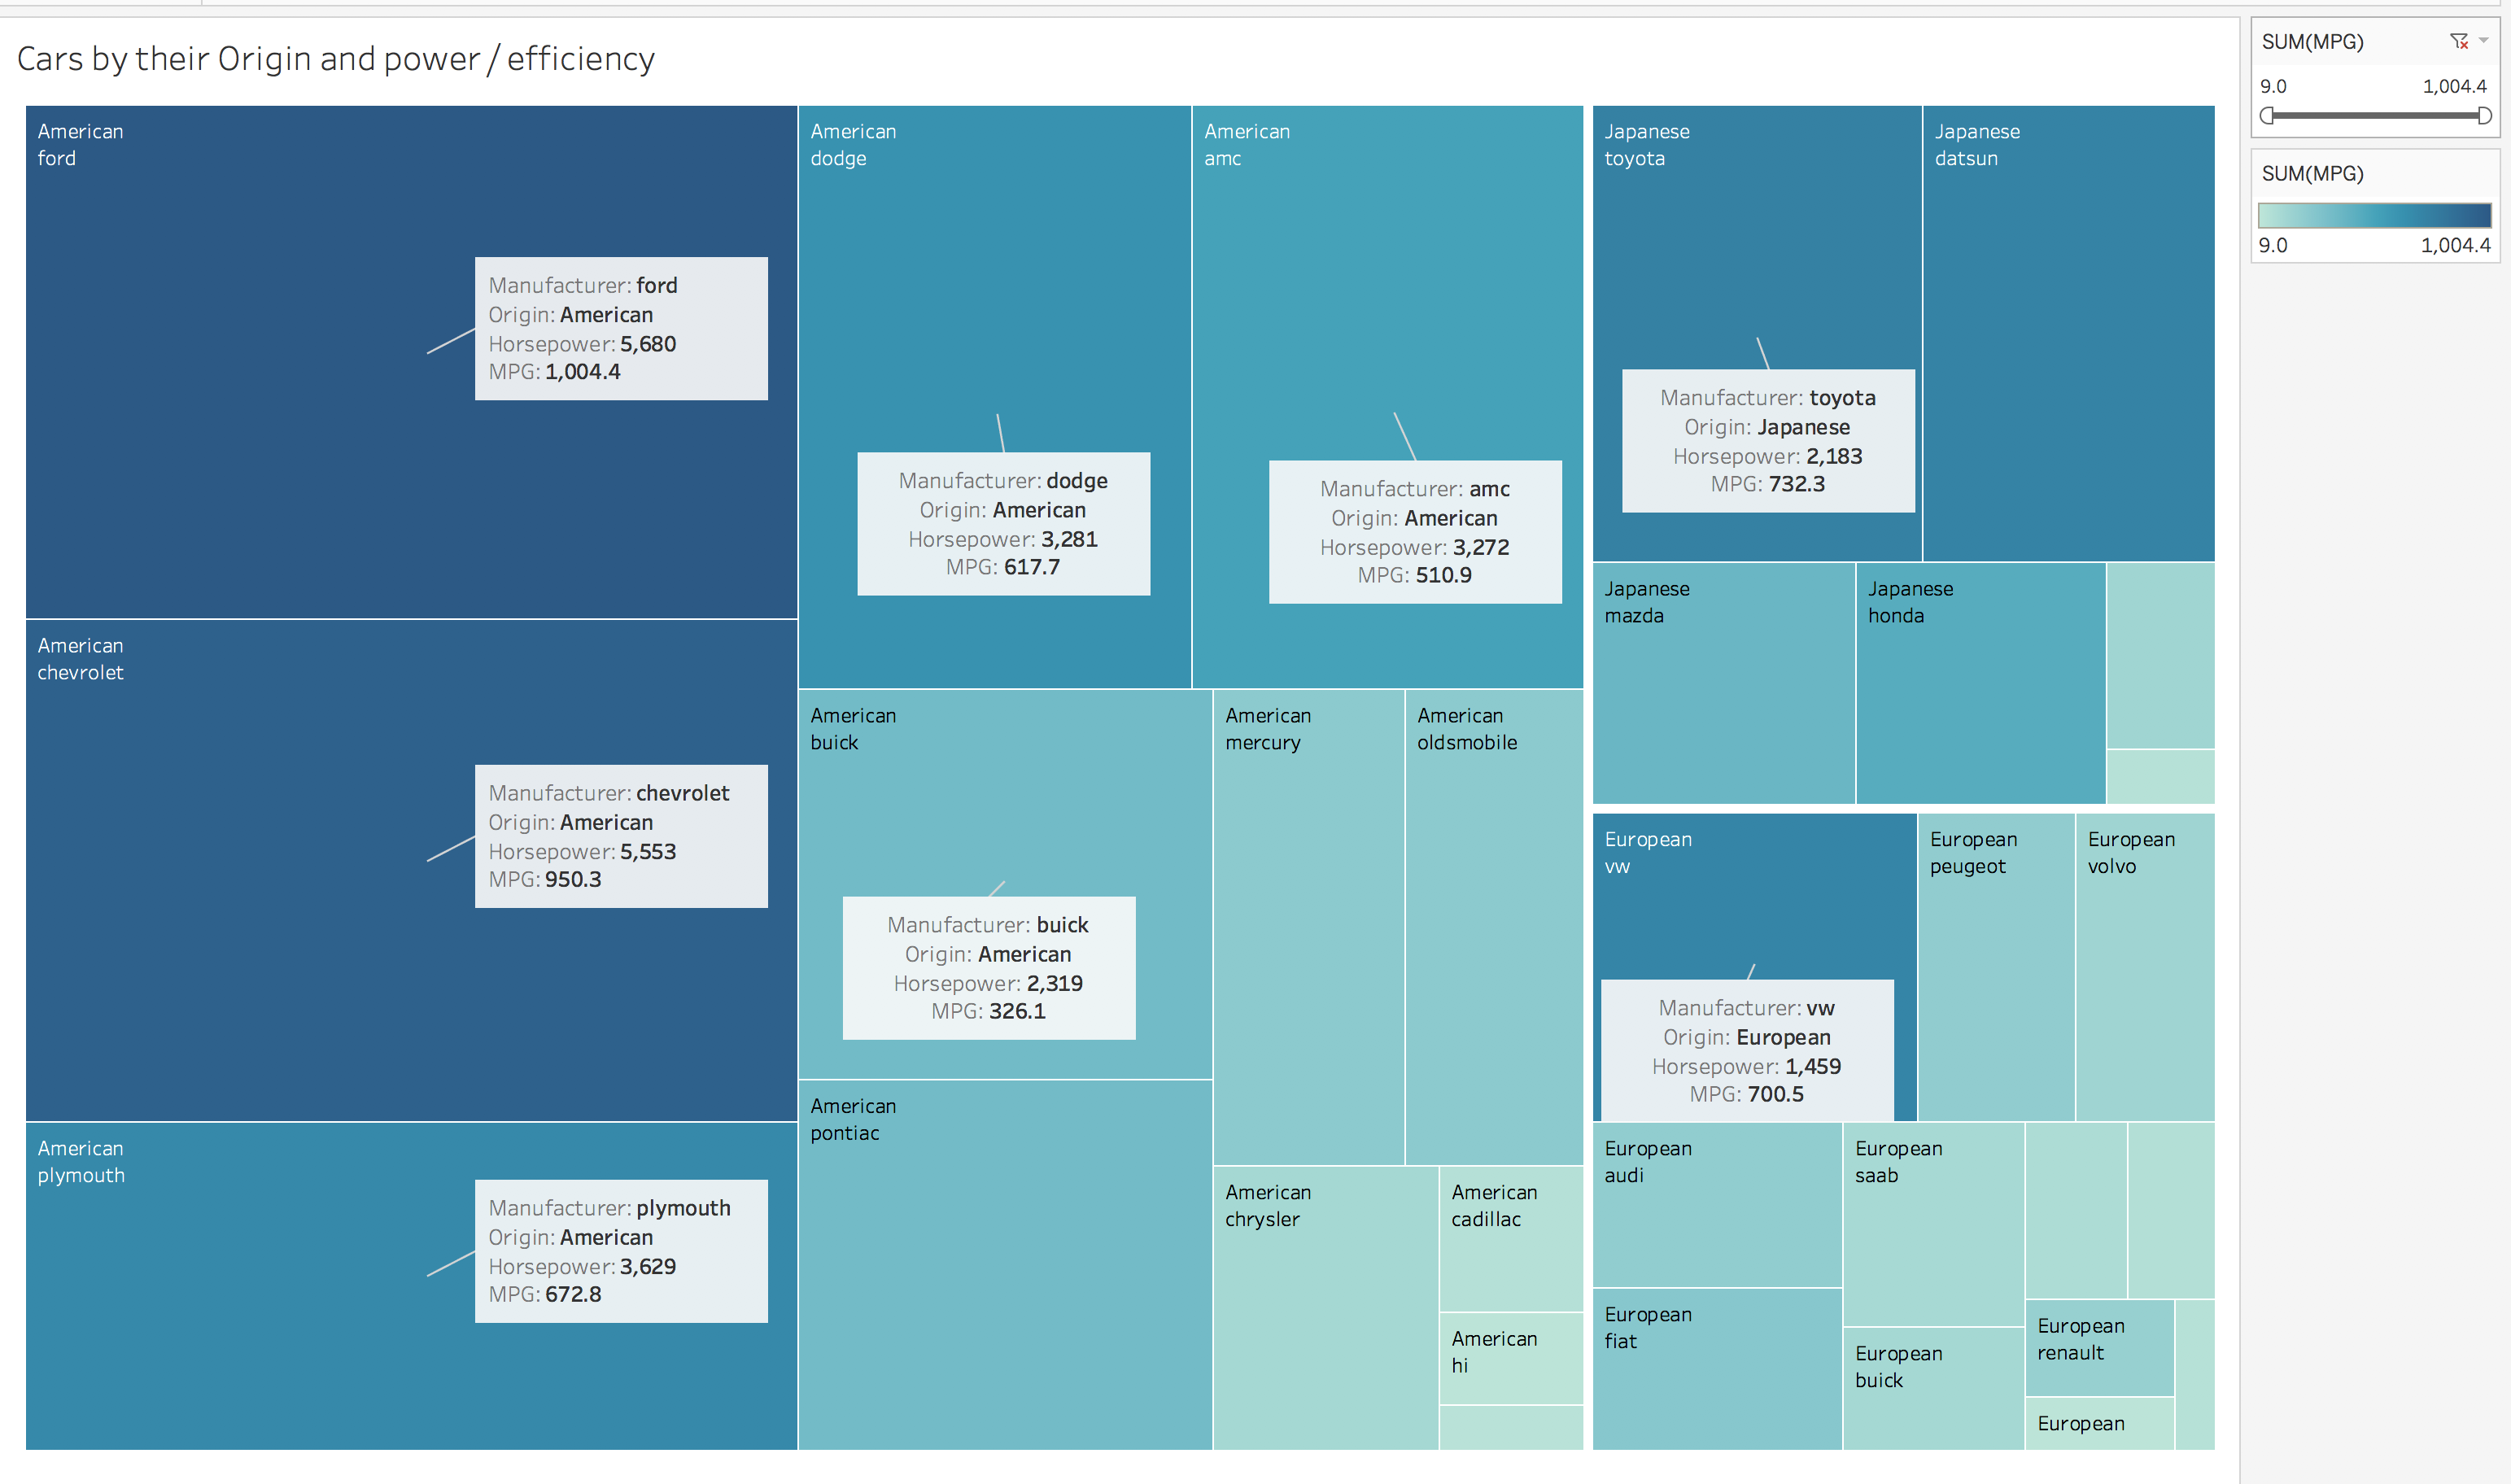 Cars by their Origin and power / efficiency
American
ford
Manufacturer: ford
Origin: American
Horsepower: 5,680
MPG: 1,004.4
American
chevrolet
Manufacturer: chevrolet
Origin: American
Horsepower: 5,553
MPG: 950.3
American
plymouth
Manufacturer: plymouth
Origin: American
Horsepower: 3,629
MPG: 672.8
American
dodge
Manufacturer: dodge
Origin: American
Horsepower: 3,281
MPG: 617.7
American
amc
Manufacturer: amc
Origin: American
Horsepower: 3,272
MPG: 510.9
American
buick
Manufacturer: buick
Origin: American
Horsepower: 2,319
MPG: 326.1
American
pontiac
American
mercury
American
oldsmobile
American
chrysler
American
cadillac
American
hi
Japanese
toyota
Manufacturer: toyota
Origin: Japanese
Horsepower: 2,183
MPG: 732.3
Japanese
datsun
Japanese
mazda
Japanese
honda
European
vw
Manufacturer: vw
Origin: European
Horsepower: 1,459
MPG: 700.5
European
peugeot
European
volvo
European
audi
European
saab
European
fiat
European
buick
European
renault
European
SUM(MPG)
9.0 1,004.4
SUM(MPG)
9.0 1,004.4